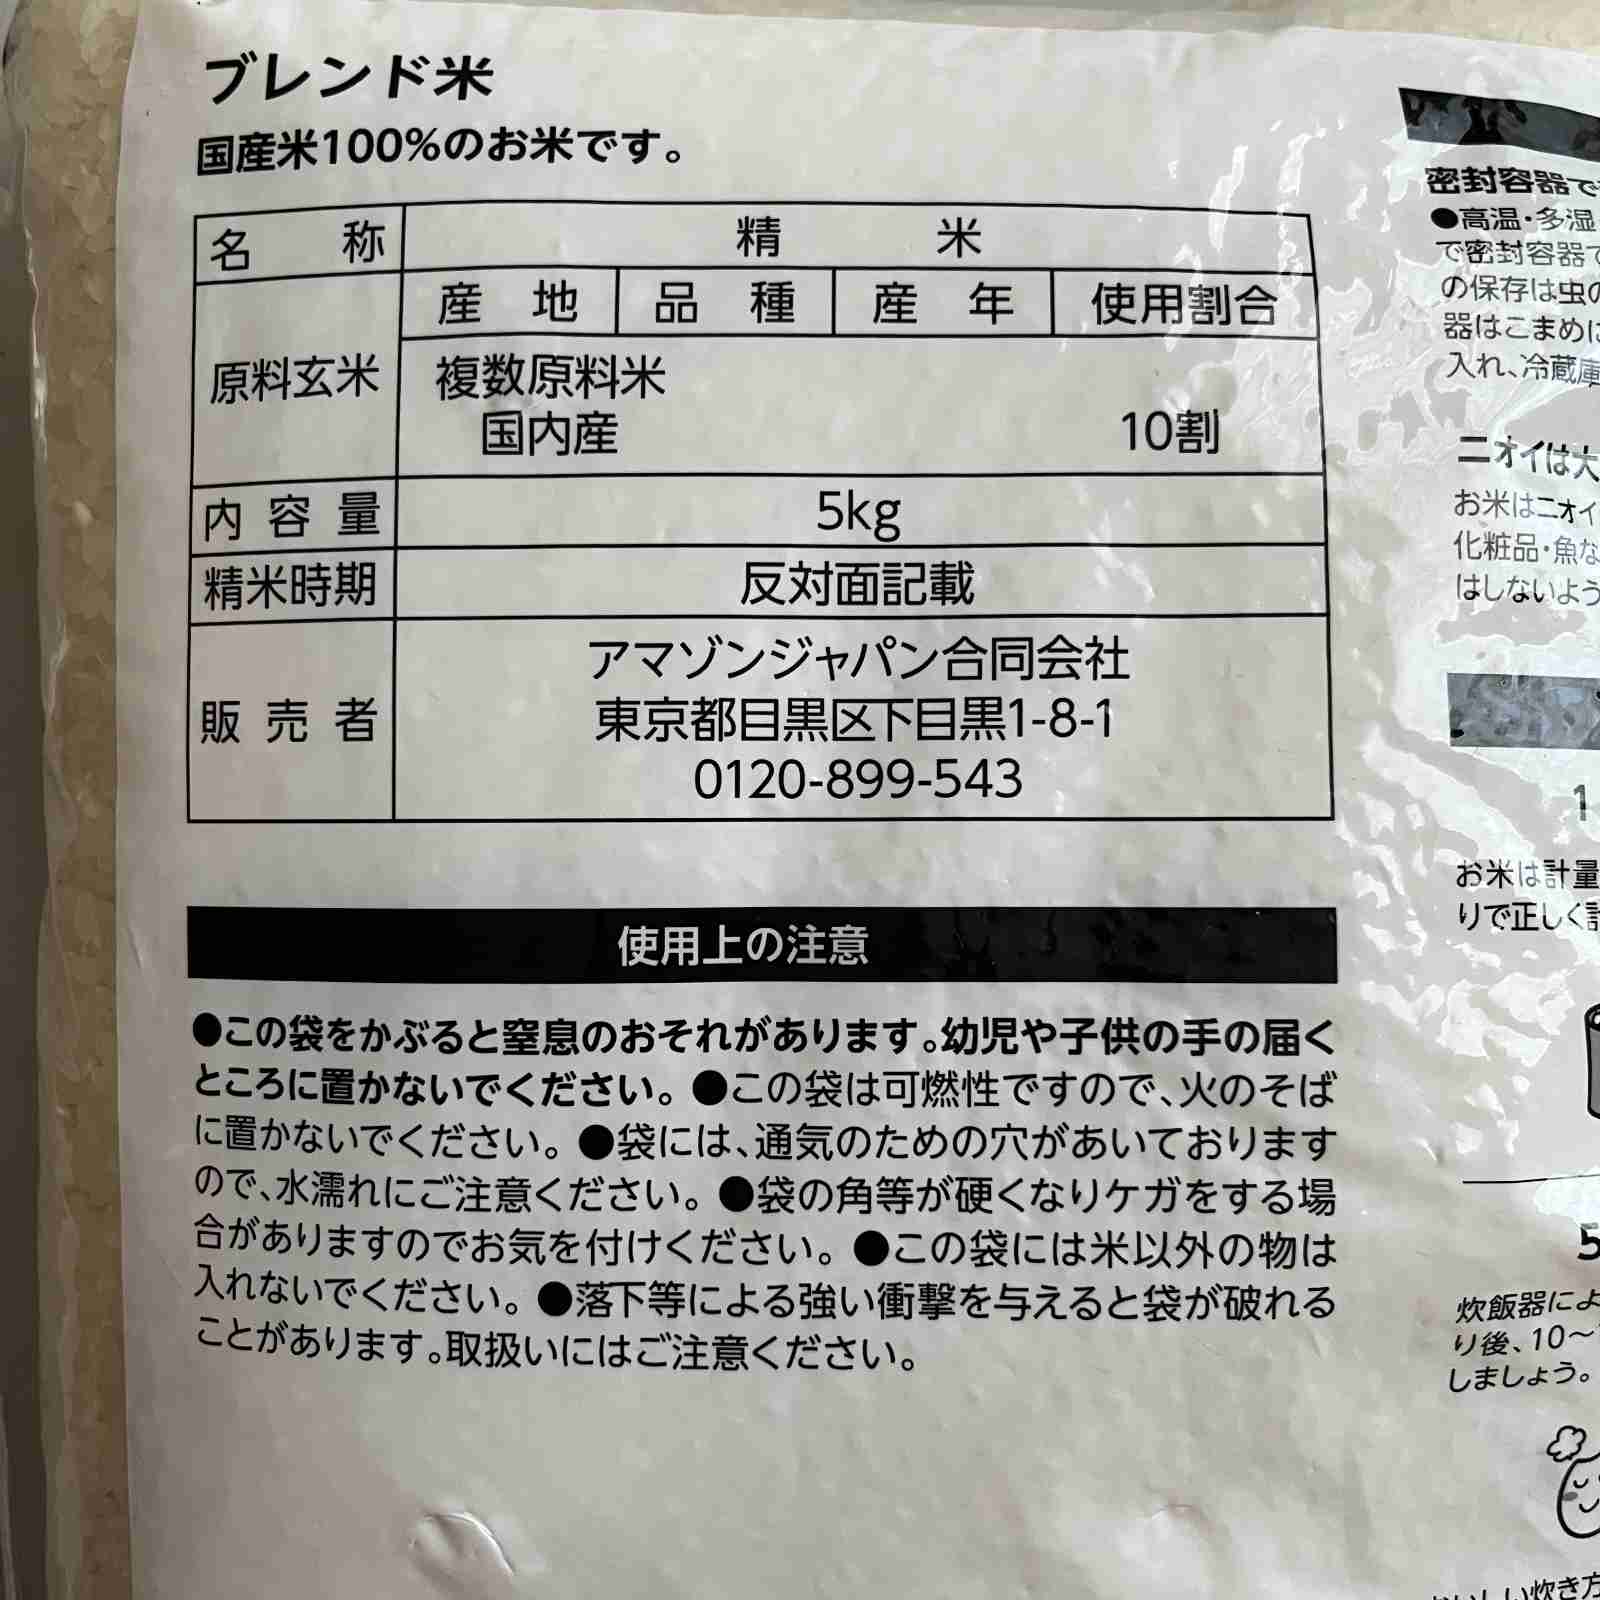 ブレンド米
国産米100%のお米です。
名称 精米
産地 品種 産年 使用割合
原料玄米 複数原料米
国内産 10割
内容量 5kg
精米時期 反対面記載
販売者 アマゾンジャパン合同会社
東京都目黒区下目黒1-8-1
0120-899-543
使用上の注意
●この袋をかぶると窒息のおそれがあります。幼児や子供の手の届く
ところに置かないでください。●この袋は可燃性ですので、火のそば
に置かないでください。●袋には、通気のための穴があいております
ので、水濡れにご注意ください。●袋の角等が硬くなりケガをする場
合がありますのでお気を付けください。●この袋には米以外の物は
入れないでください。●落下等による強い衝撃を与えると袋が破れる
ことがあります。取扱いにはご注意ください。
密封容器で
●高温・多湿
で密封容器で
の保存は虫の
器はこまめに
入れ、冷蔵庫
ニオイは大
お米はニオイ
化粧品・魚な
はしないよう
1
お米は計量
りで正しく計
5
炊飯器によ
り後、10〜
しましょう。
おいしい炊き方